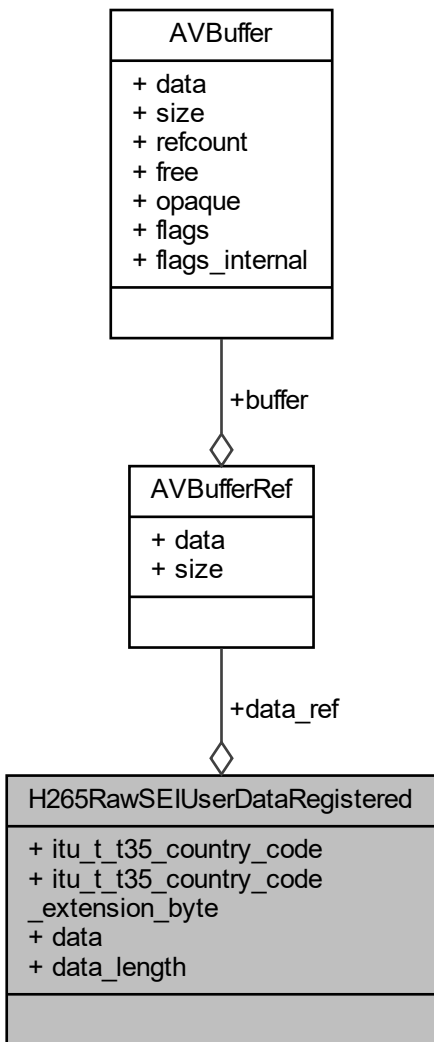 AVBuffer
+ data
+ size
+ refcount
+ free
+ opaque
+ flags
+ flags_internal
+buffer
AVBufferRef
+ data
+ size
+data_ref
H265RawSEIUserDataRegistered
+ itu_t_t35_country_code
+ itu_t_t35_country_code
_extension_byte
+ data
+ data_length